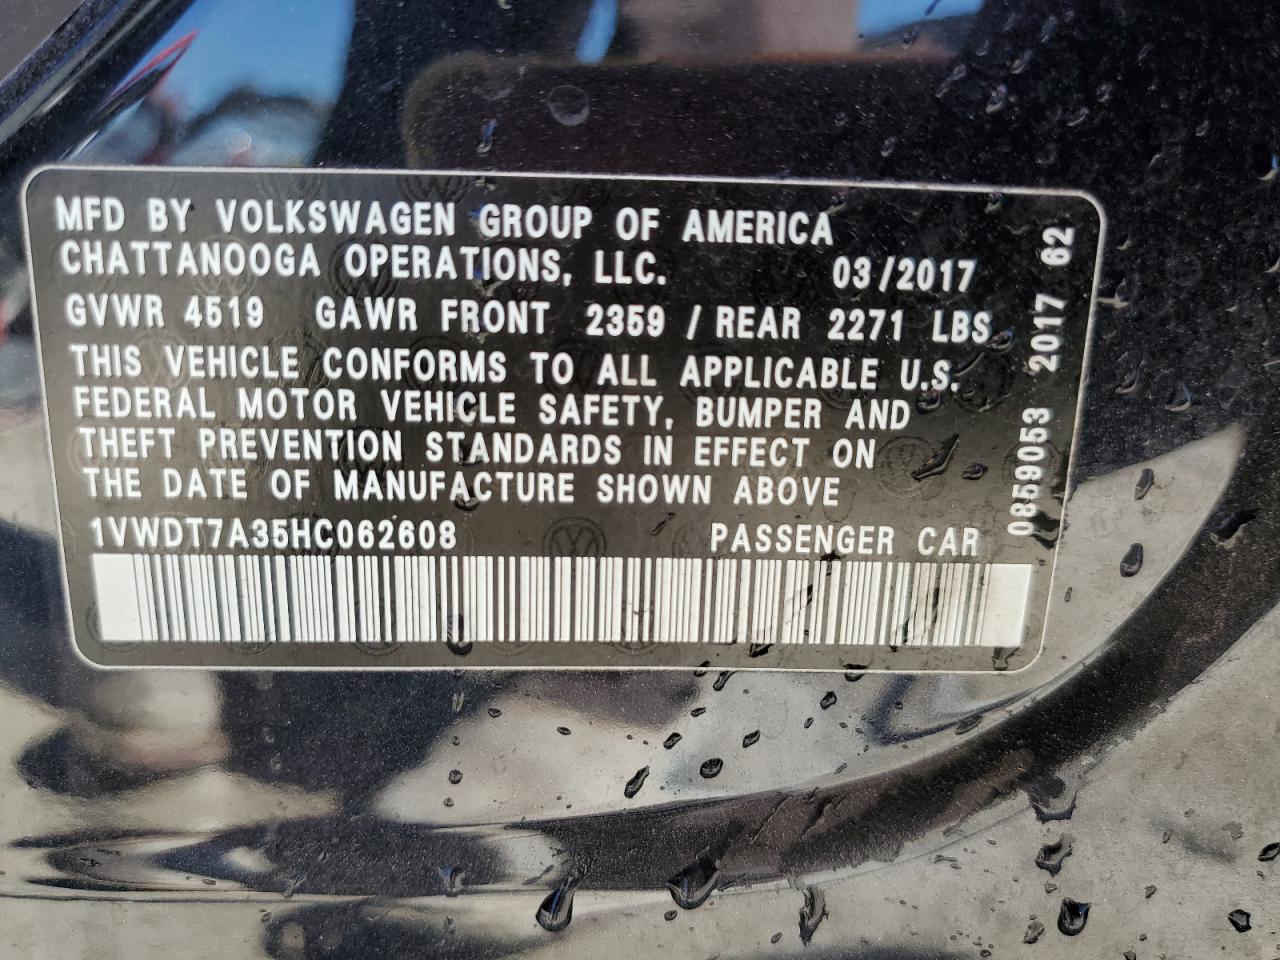 MFD BY VOLKSWAGEN GROUP OF AMERICA
CHATTANOOGA OPERATIONS, LLC. 03/2017
GVWR 4519 GAWR FRONT 2359 / REAR 2271 LBS
THIS VEHICLE CONFORMS TO ALL APPLICABLE U.S.
FEDERAL MOTOR VEHICLE SAFETY, BUMPER AND
THEFT PREVENTION STANDARDS IN EFFECT ON
THE DATE OF MANUFACTURE SHOWN ABOVE
1VWDT7A35HC062608 PASSENGER CAR
0859053 2017 62